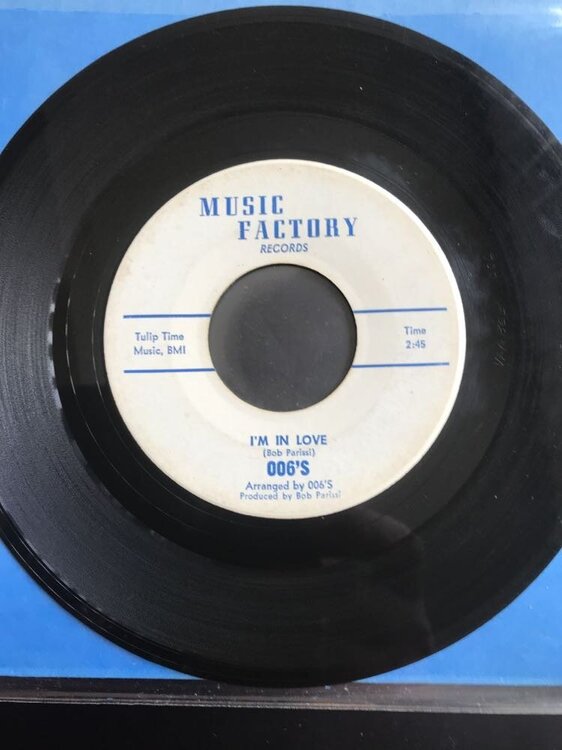 MUSIC
FACTORY
RECORDS
Tulip Time
Music, BMI
Time
2:45
I'M IN LOVE
(Bob Parissi)
006'S
Arranged by 006'S
Produced by Bob Parissi